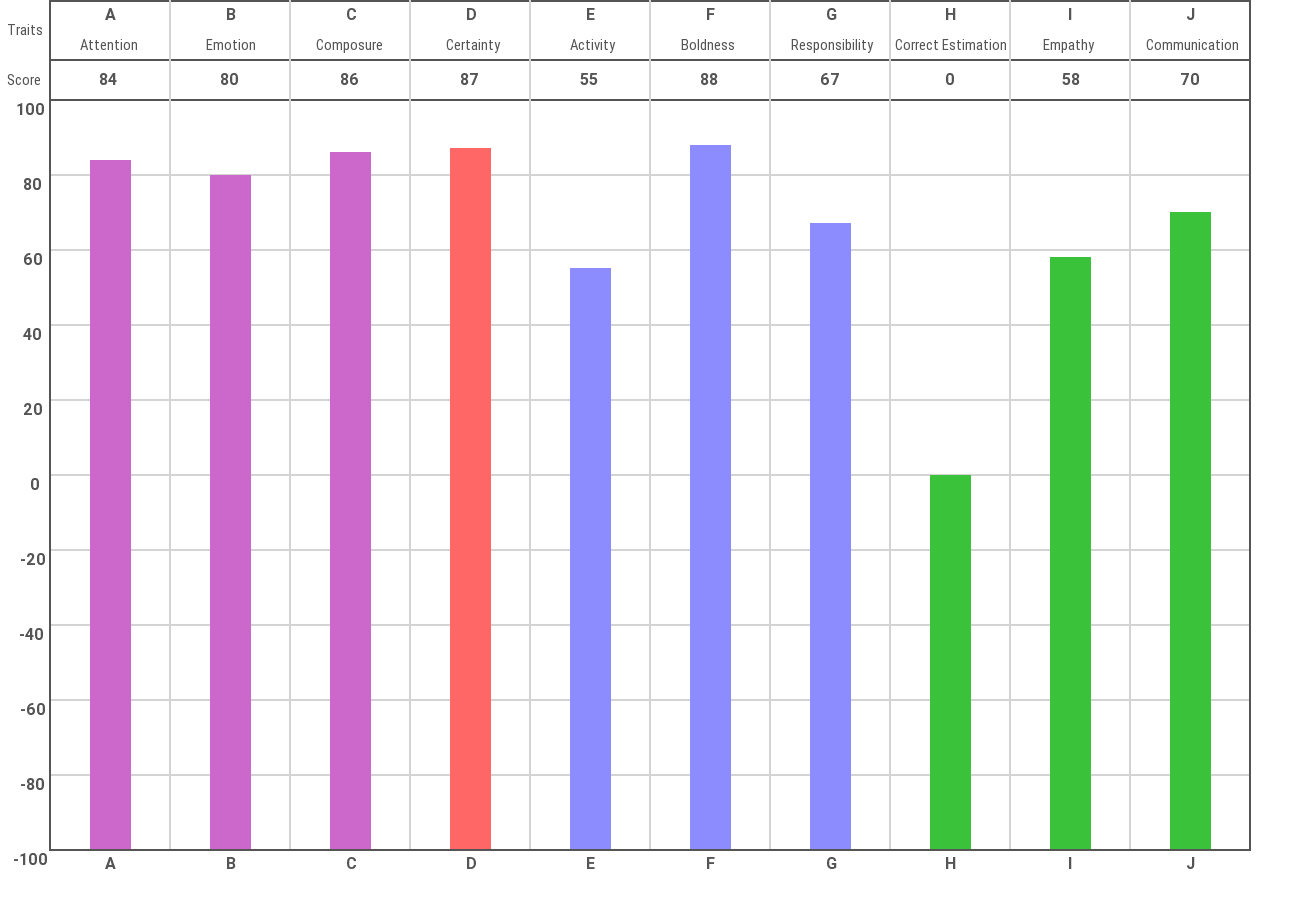 Traits A B C D E F G H I J
Attention Emotion Composure Certainty Activity Boldness Responsibility Correct Estimation Empathy Communication
Score 84 80 86 87 55 88 67 0 58 70
100
80
60
40
20
0
-20
-40
-60
-80
-100
A B C D E F G H I J